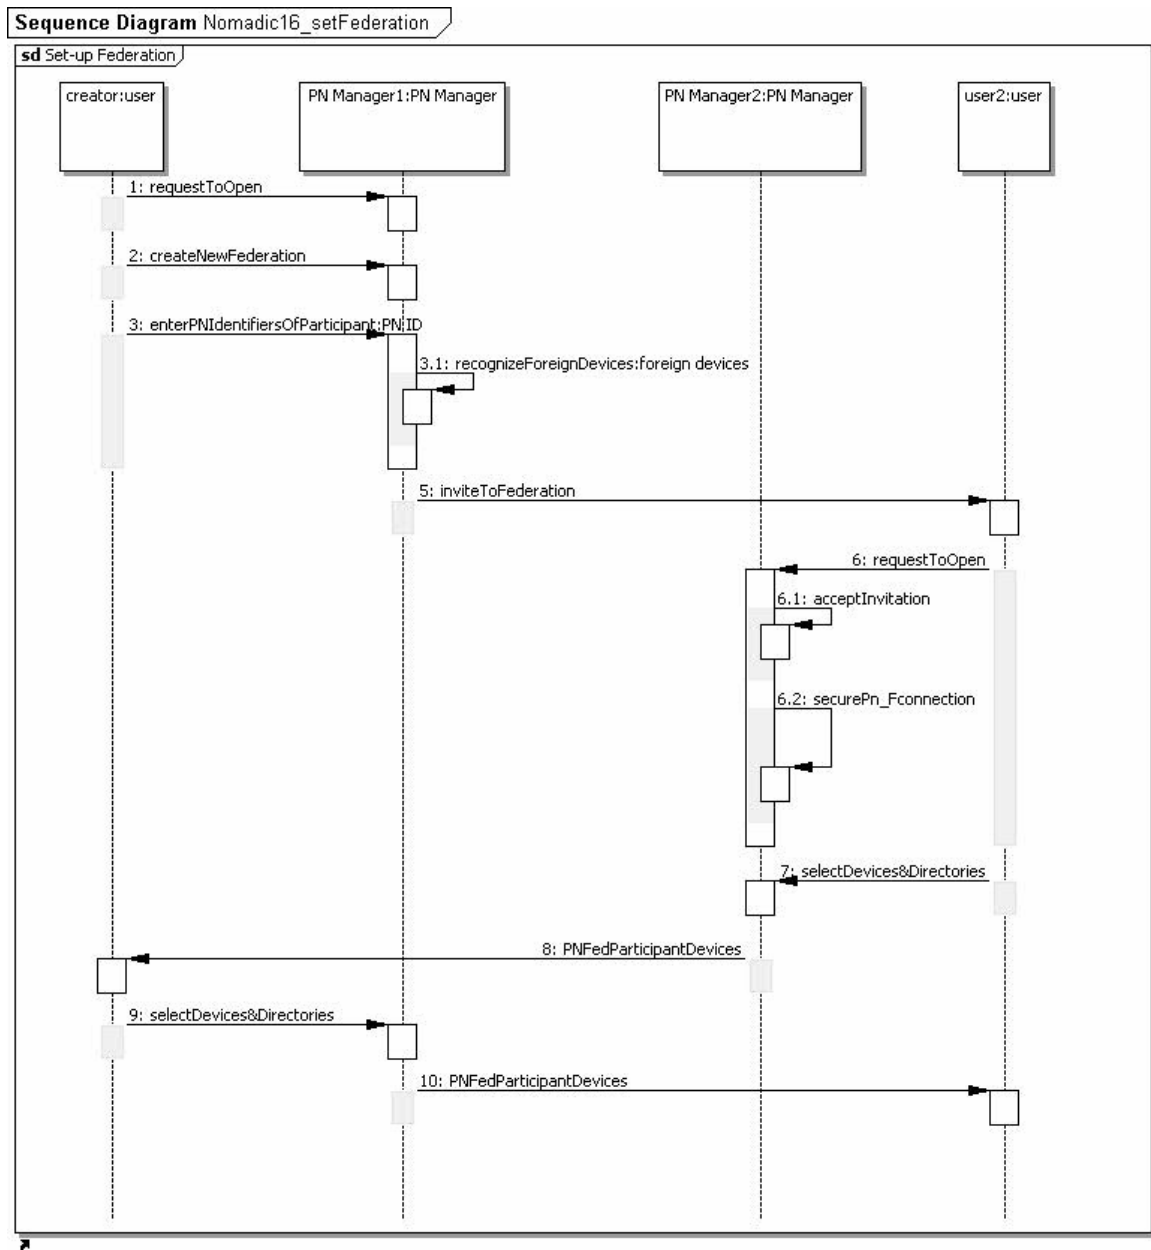 Sequence Diagram Nomadic16_setFederation
sd Set-up Federation
creator:user
PN Manager1:PN Manager
PN Manager2:PN Manager
user2:user
1: requestToOpen
2: createNewFederation
3: enterPNIdentifiersOfParticipant:PN ID
3.1: recognizeForeignDevices:foreign devices
5: inviteToFederation
6: requestToOpen
6.1: acceptInvitation
6.2: securePn_Fconnection
7: selectDevices&Directories
8: PNFedParticipantDevices
9: selectDevices&Directories
10: PNFedParticipantDevices